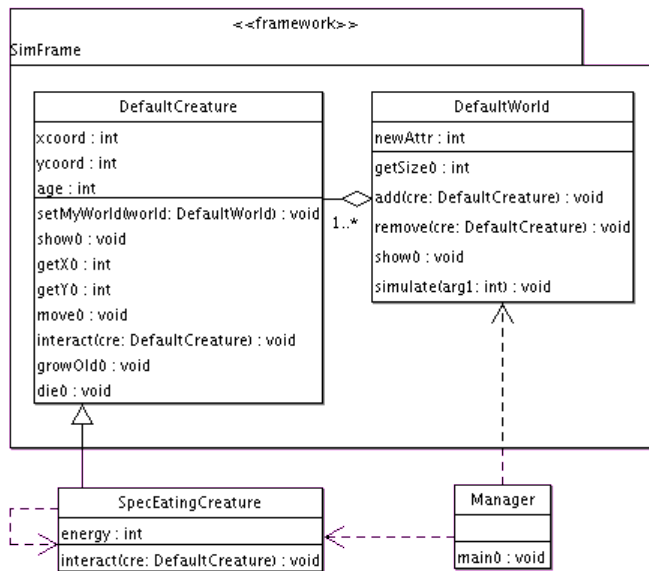 <<framework>>
SimFrame
DefaultCreature
xcoord : int
ycoord : int
age : int
setMyWorld(world: DefaultWorld) : void
show() : void
getX() : int
getY() : int
move() : void
interact(cre: DefaultCreature) : void
growOld() : void
die() : void
1..*
DefaultWorld
newAttr : int
getSize() : int
add(cre: DefaultCreature) : void
remove(cre: DefaultCreature) : void
show() : void
simulate(arg1: int) : void
SpecEatingCreature
energy : int
interact(cre: DefaultCreature) : void
Manager
main() : void